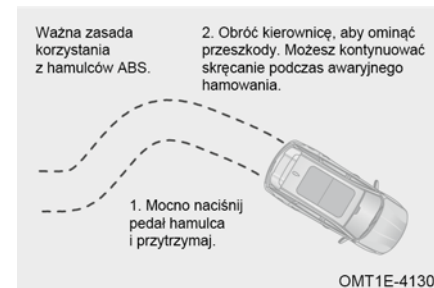 Ważna zasada
korzystania
z hamulców ABS.
2. Obróć kierownicę, aby ominąć
przeszkody. Możesz kontynuować
skręcanie podczas awaryjnego
hamowania.
1. Mocno naciśnij
pedał hamulca
i przytrzymaj.
OMT1E-4130